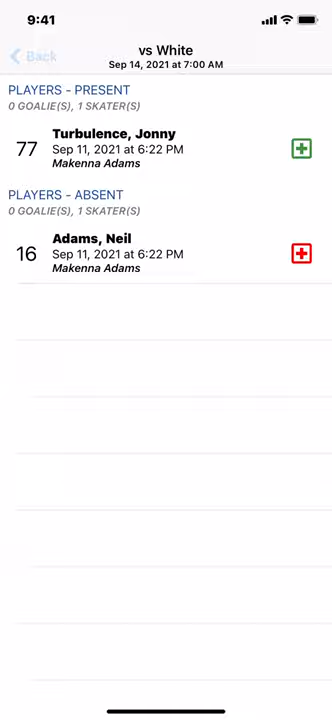 9:41
Back
vs White
Sep 14, 2021 at 7:00 AM
PLAYERS - PRESENT
0 GOALIE(S), 1 SKATER(S)
77
Turbulence, Jonny
Sep 11, 2021 at 6:22 PM
Makenna Adams
PLAYERS - ABSENT
0 GOALIE(S), 1 SKATER(S)
16
Adams, Neil
Sep 11, 2021 at 6:22 PM
Makenna Adams